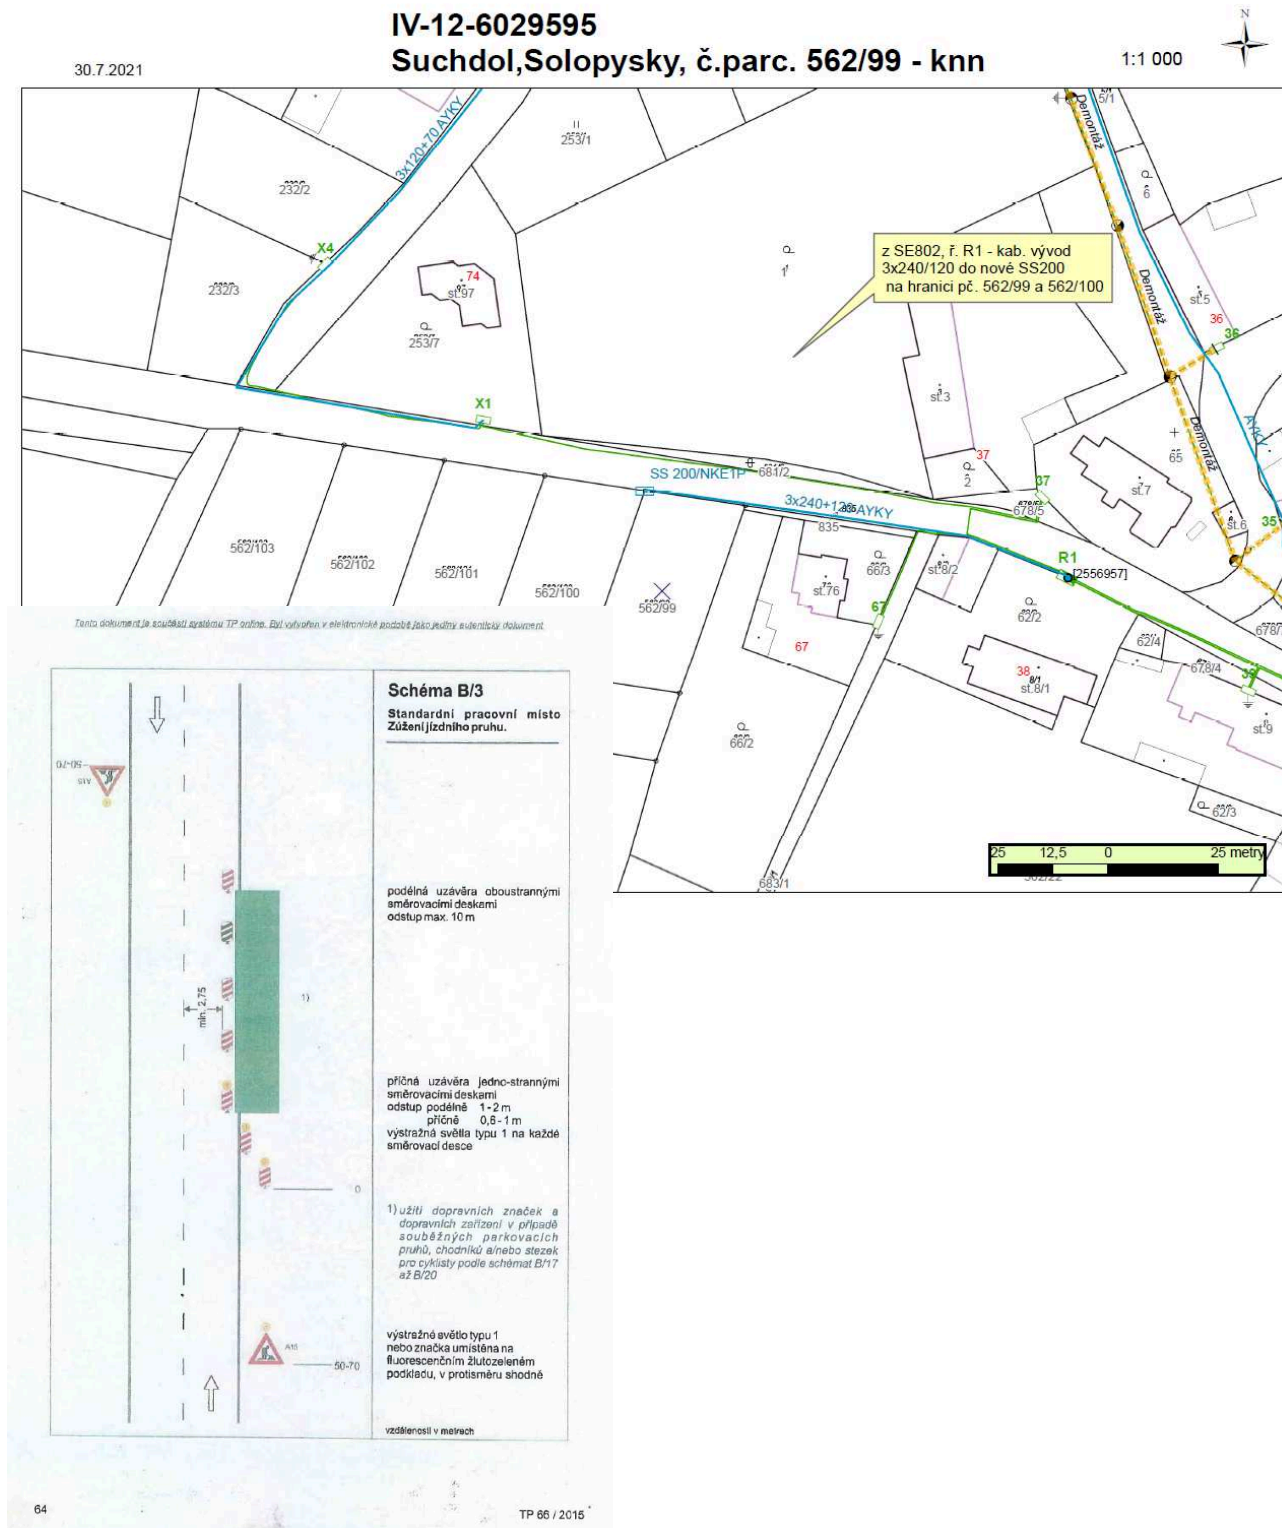 IV-12-6029595
Suchdol,Solopysky, č.parc. 562/99 - knn
30.7.2021
1:1 000
N
3x120+70 AYKY
253/1
232/2
X4
232/3
74
st.97
253/7
X1
z SE802, ř. R1 - kab. vývod
3x240/120 do nové SS200
na hranici pč. 562/99 a 562/100
5/1
Demontáž
6
Demontáž
st.5
36
36
st.3
Demontáž
AYKY
65
37
2
37
st.7
678/5
st.6
35
SS 200/NKE1P
681/2
3x240+120 AYKY
835
562/103
562/102
562/101
562/100
562/99
66/3
st.76
67
67
st.8/2
R1
[2556957]
62/2
62/4
678/4
38
st.8/1
st.9
66/2
62/3
683/1
25 12,5 0 25 metry
Tento dokument je součástí systému TP online. Byl vytvořen v elektronické podobě jako jediný autentický dokument
Schéma B/3
Standardní pracovní místo
Zúžení jízdního pruhu.
50-70
A15
podélná uzávěra oboustrannými
směrovacími deskami
odstup max. 10 m
min. 2,75
1)
příčná uzávěra jedno-strannými
směrovacími deskami
odstup podélně 1 - 2 m
příčně 0,6 - 1 m
výstražná světla typu 1 na každé
směrovací desce
0
1) užití dopravních značek a
dopravních zařízení v případě
souběžných parkovacích
pruhů, chodníků a/nebo stezek
pro cyklisty podle schémat B/17
až B/20
výstražné světlo typu 1
nebo značka umístěna na
fluorescenčním žlutozeleném
podkladu, v protisměru shodně
A15
50-70
vzdálenosti v metrech
64
TP 66 / 2015